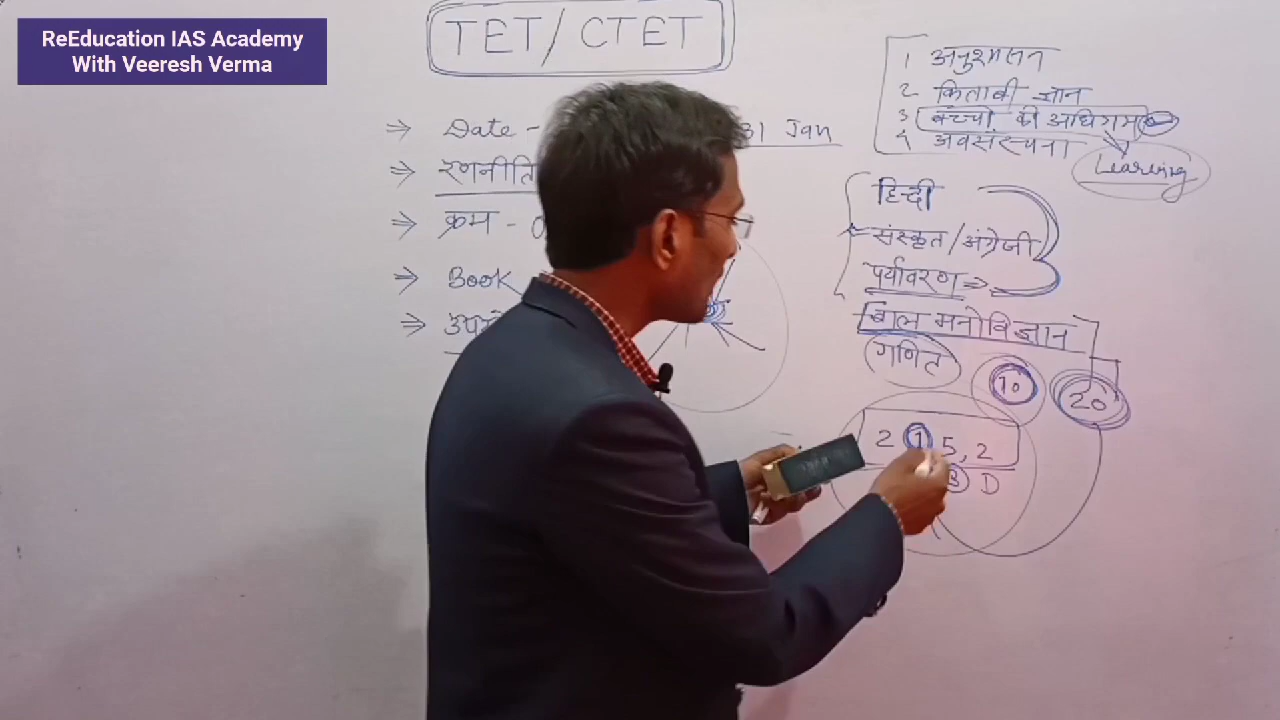 ReEducation IAS Academy
With Veeresh Verma
TET/CTET
⇒ Date - 31 Jan
⇒ रणनीति
⇒ क्रम -
⇒ Book
⇒
1 अनुशासन
2 किताबी ज्ञान
3 बच्चो की अधिगम
4 अवसंरचना
Learning
हिन्दी
संस्कृत/अंग्रेजी
पर्यावरण ⇒
बाल मनोविज्ञान
गणित
10 20
2 1 5, 2
B D